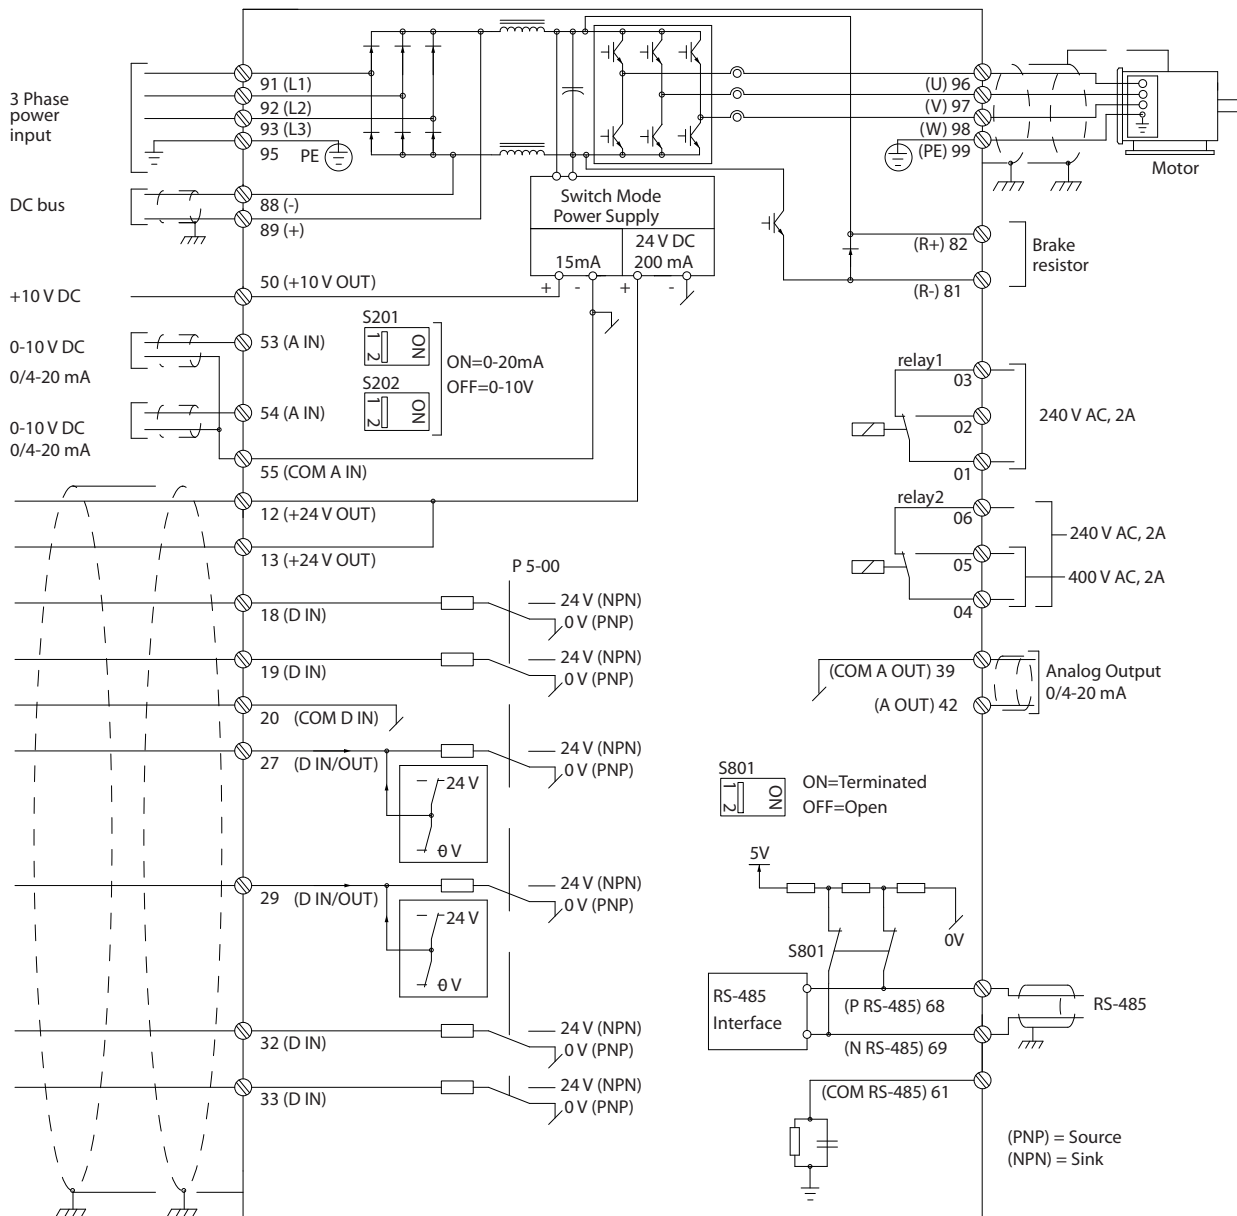 3 Phase
power
input
91 (L1)
92 (L2)
93 (L3)
95
PE
DC bus
88 (-)
89 (+)
+10 V DC
50 (+10 V OUT)
0-10 V DC
0/4-20 mA
53 (A IN)
0-10 V DC
0/4-20 mA
54 (A IN)
55 (COM A IN)
12 (+24 V OUT)
13 (+24 V OUT)
18 (D IN)
19 (D IN)
20 (COM D IN)
27 (D IN/OUT)
29 (D IN/OUT)
32 (D IN)
33 (D IN)
Switch Mode
Power Supply
15mA
24 V DC
200 mA
+ - + -
S201
1 2
ON
S202
1 2
ON
ON=0-20mA
OFF=0-10V
P 5-00
24 V (NPN)
0 V (PNP)
24 V (NPN)
0 V (PNP)
24 V (NPN)
0 V (PNP)
24 V
0 V
24 V (NPN)
0 V (PNP)
24 V
0 V
24 V (NPN)
0 V (PNP)
24 V (NPN)
0 V (PNP)
(U) 96
(V) 97
(W) 98
(PE) 99
Motor
(R+) 82
(R-) 81
Brake
resistor
relay1
03
02
01
240 V AC, 2A
relay2
06
05
04
240 V AC, 2A
400 V AC, 2A
(COM A OUT) 39
(A OUT) 42
Analog Output
0/4-20 mA
S801
1 2
ON
ON=Terminated
OFF=Open
5V
0V
S801
RS-485
Interface
(P RS-485) 68
(N RS-485) 69
RS-485
(COM RS-485) 61
(PNP) = Source
(NPN) = Sink